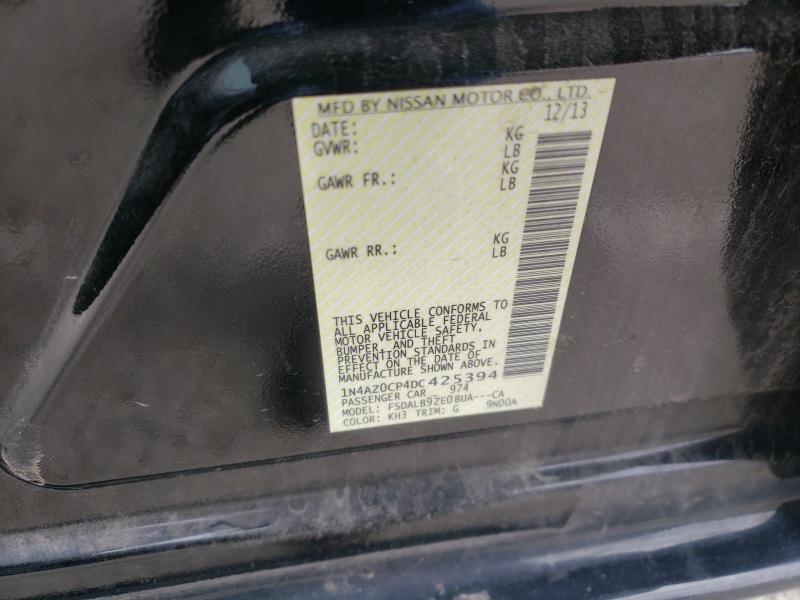 MFD BY NISSAN MOTOR CO., LTD.
DATE: 12/13
GVWR: KG
LB
GAWR FR.: KG
LB
GAWR RR.: KG
LB
THIS VEHICLE CONFORMS TO
ALL APPLICABLE FEDERAL
MOTOR VEHICLE SAFETY,
BUMPER, AND THEFT
PREVENTION STANDARDS IN
EFFECT ON THE DATE OF
MANUFACTURE SHOWN ABOVE.
1N4AZ0CP4DC425394
PASSENGER CAR 974
MODEL: FSDALB9ZE0BUA---CA
COLOR: KH3 TRIM: G 9N00A